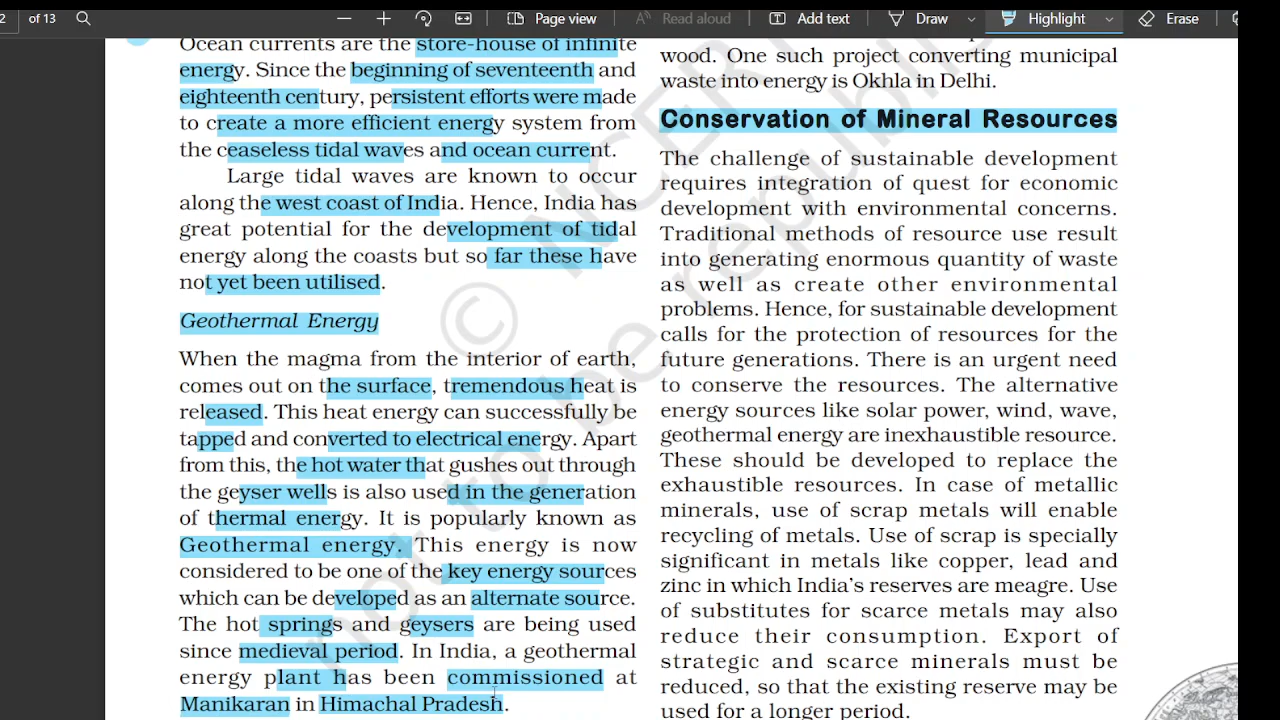 2 of 13
Page view
Read aloud
Add text
Draw
Highlight
Erase
Ocean currents are the store-house of infinite
energy. Since the beginning of seventeenth and
eighteenth century, persistent efforts were made
to create a more efficient energy system from
the ceaseless tidal waves and ocean current.
Large tidal waves are known to occur
along the west coast of India. Hence, India has
great potential for the development of tidal
energy along the coasts but so far these have
not yet been utilised.
Geothermal Energy
When the magma from the interior of earth,
comes out on the surface, tremendous heat is
released. This heat energy can successfully be
tapped and converted to electrical energy. Apart
from this, the hot water that gushes out through
the geyser wells is also used in the generation
of thermal energy. It is popularly known as
Geothermal energy. This energy is now
considered to be one of the key energy sources
which can be developed as an alternate source.
The hot springs and geysers are being used
since medieval period. In India, a geothermal
energy plant has been commissioned at
Manikaran in Himachal Pradesh.
wood. One such project converting municipal
waste into energy is Okhla in Delhi.
Conservation of Mineral Resources
The challenge of sustainable development
requires integration of quest for economic
development with environmental concerns.
Traditional methods of resource use result
into generating enormous quantity of waste
as well as create other environmental
problems. Hence, for sustainable development
calls for the protection of resources for the
future generations. There is an urgent need
to conserve the resources. The alternative
energy sources like solar power, wind, wave,
geothermal energy are inexhaustible resource.
These should be developed to replace the
exhaustible resources. In case of metallic
minerals, use of scrap metals will enable
recycling of metals. Use of scrap is specially
significant in metals like copper, lead and
zinc in which India's reserves are meagre. Use
of substitutes for scarce metals may also
reduce their consumption. Export of
strategic and scarce minerals must be
reduced, so that the existing reserve may be
used for a longer period.
© NCER
not to be republis